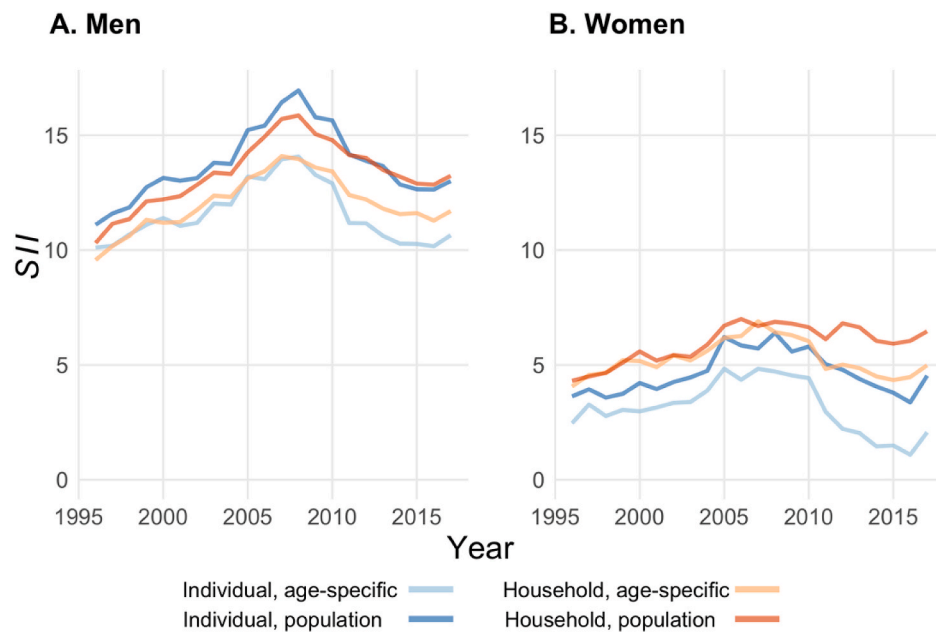 A. Men
B. Women
SII
15
10
5
0
15
10
5
0
1995 2000 2005 2010 2015
1995 2000 2005 2010 2015
Year
Individual, age-specific
Household, age-specific
Individual, population
Household, population